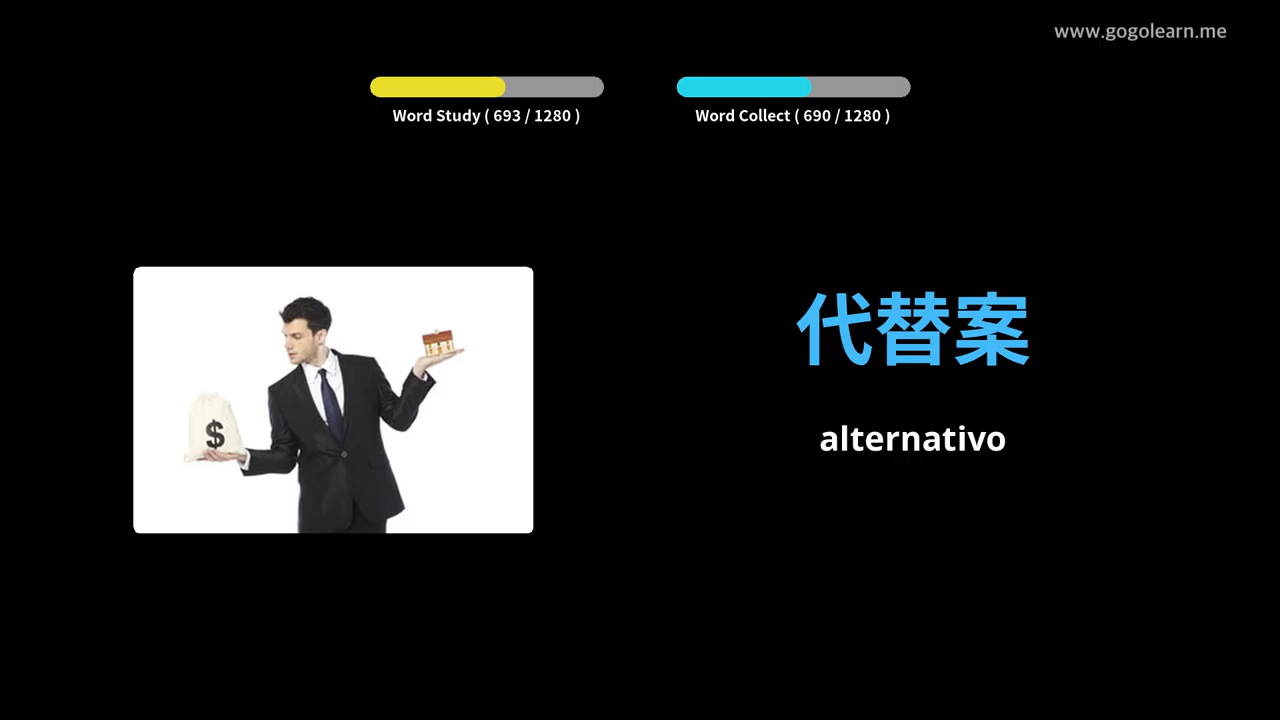 www.gogolearn.me
Word Study ( 693 / 1280 )
Word Collect ( 690 / 1280 )
$
代替案
alternativo